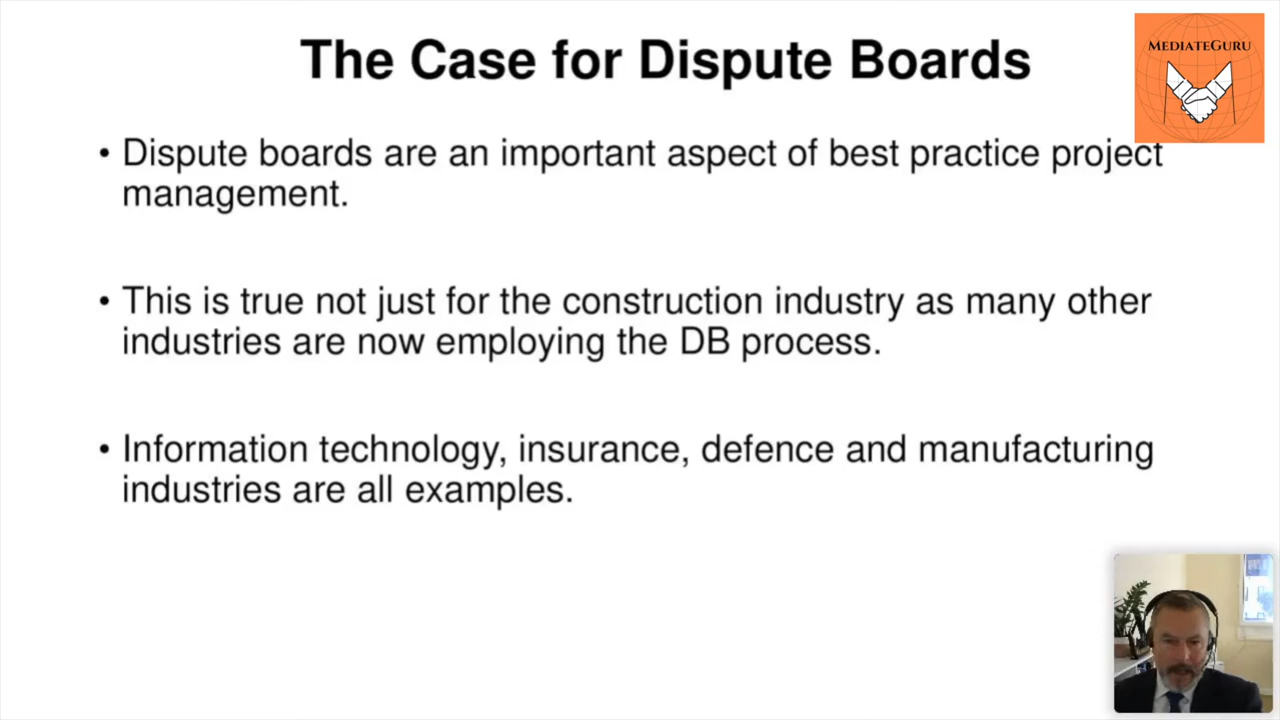 The Case for Dispute Boards
MEDIATEGURU
• Dispute boards are an important aspect of best practice project
management.
• This is true not just for the construction industry as many other
industries are now employing the DB process.
• Information technology, insurance, defence and manufacturing
industries are all examples.